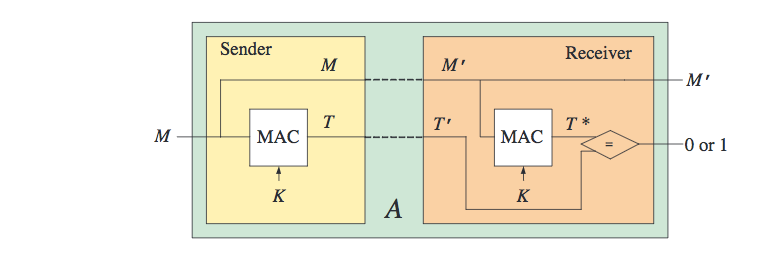 Sender
Receiver
M
M′
M′
M
MAC
T
T′
MAC
T*
=
0 or 1
K
K
A